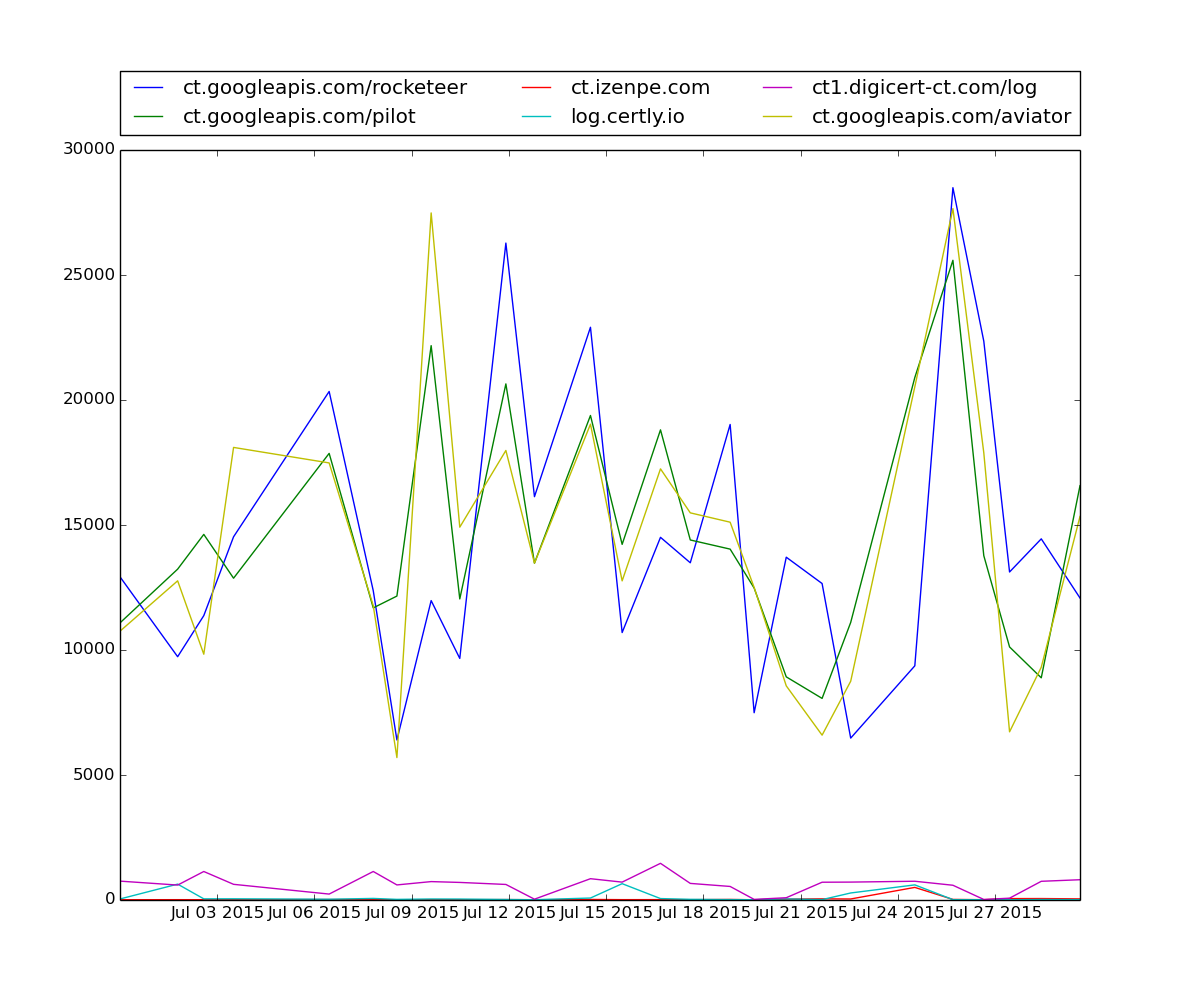 ct.googleapis.com/rocketeer ct.izenpe.com ct1.digicert-ct.com/log
ct.googleapis.com/pilot log.certly.io ct.googleapis.com/aviator
30000
25000
20000
15000
10000
5000
0
Jul 03 2015 Jul 06 2015 Jul 09 2015 Jul 12 2015 Jul 15 2015 Jul 18 2015 Jul 21 2015 Jul 24 2015 Jul 27 2015